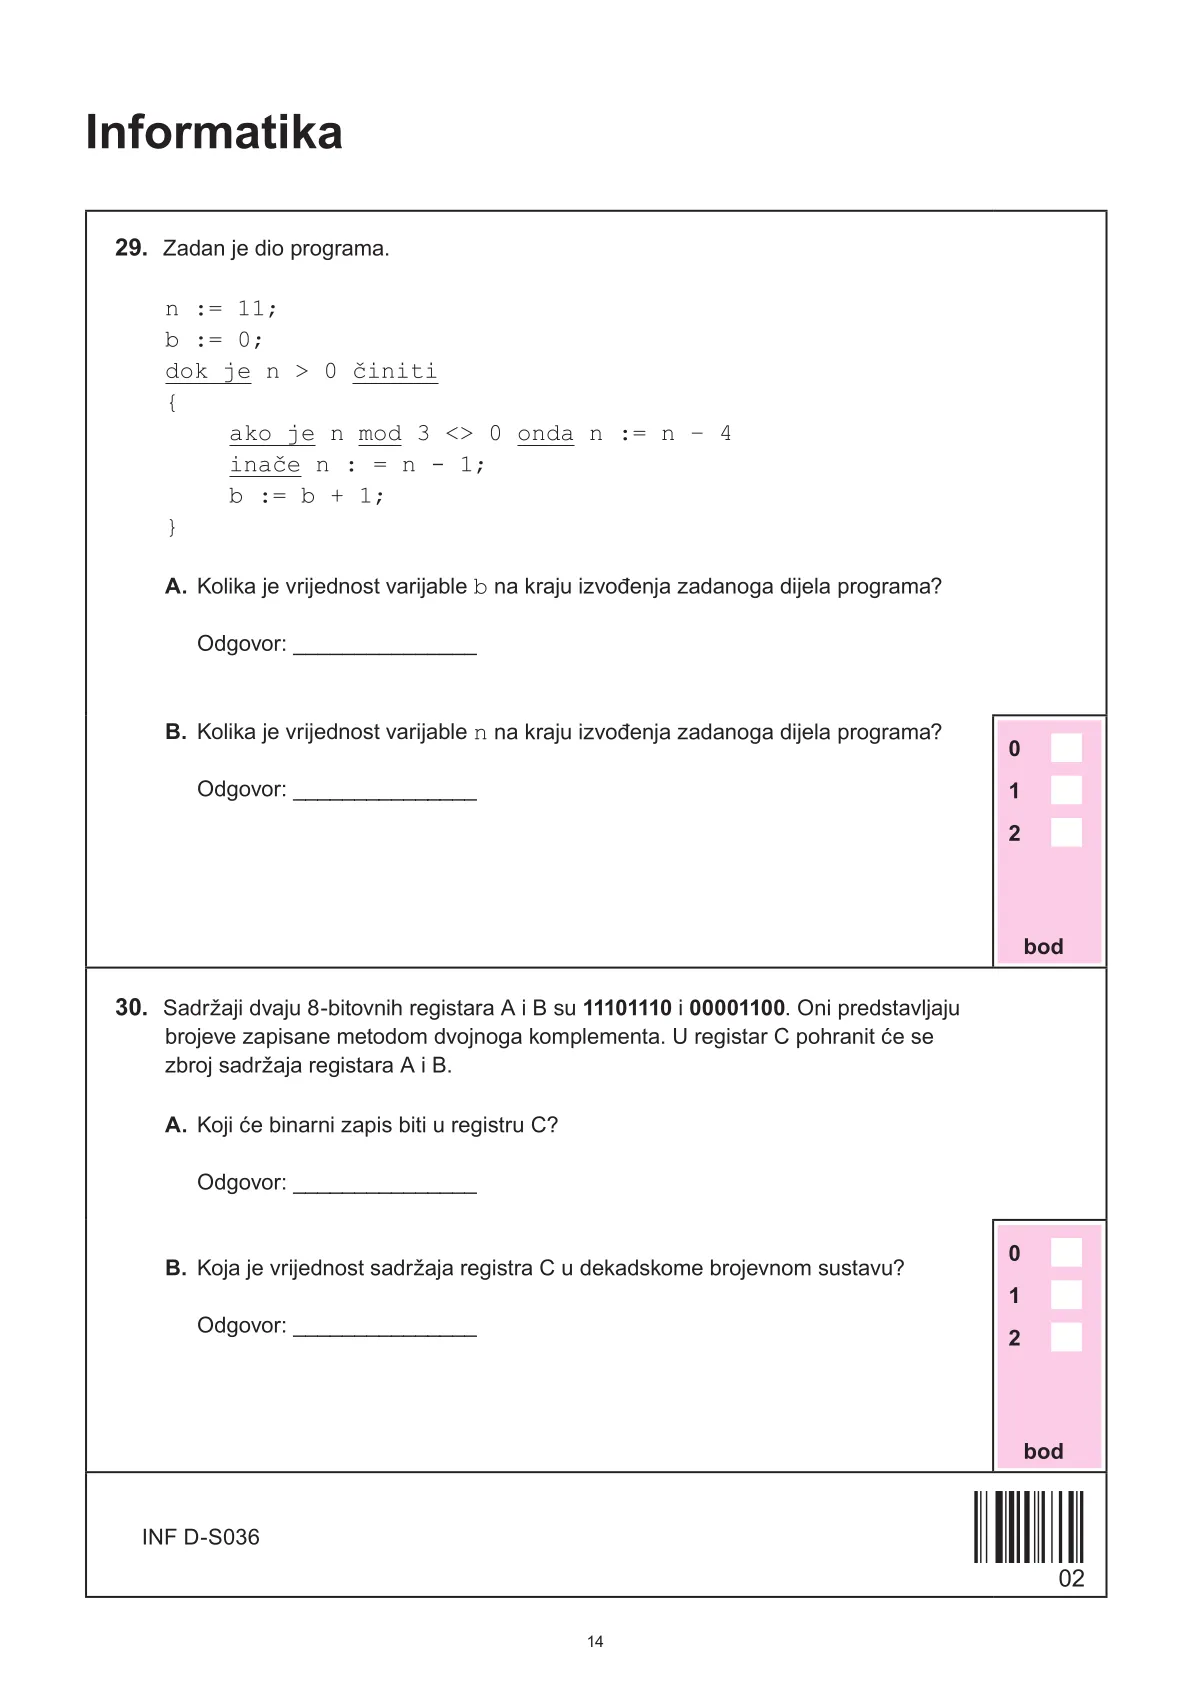 Informatika
29. Zadan je dio programa.
n := 11;
b := 0;
dok je n > 0 činiti
{
ako je n mod 3 <> 0 onda n := n – 4
inače n : = n - 1;
b := b + 1;
}
A. Kolika je vrijednost varijable b na kraju izvođenja zadanoga dijela programa?
Odgovor: _______________
B. Kolika je vrijednost varijable n na kraju izvođenja zadanoga dijela programa?
Odgovor: _______________
0
1
2
bod
30. Sadržaji dvaju 8-bitovnih registara A i B su 11101110 i 00001100. Oni predstavljaju
brojeve zapisane metodom dvojnoga komplementa. U registar C pohranit će se
zbroj sadržaja registara A i B.
A. Koji će binarni zapis biti u registru C?
Odgovor: _______________
B. Koja je vrijednost sadržaja registra C u dekadskome brojevnom sustavu?
Odgovor: _______________
0
1
2
bod
INF D-S036
02
14